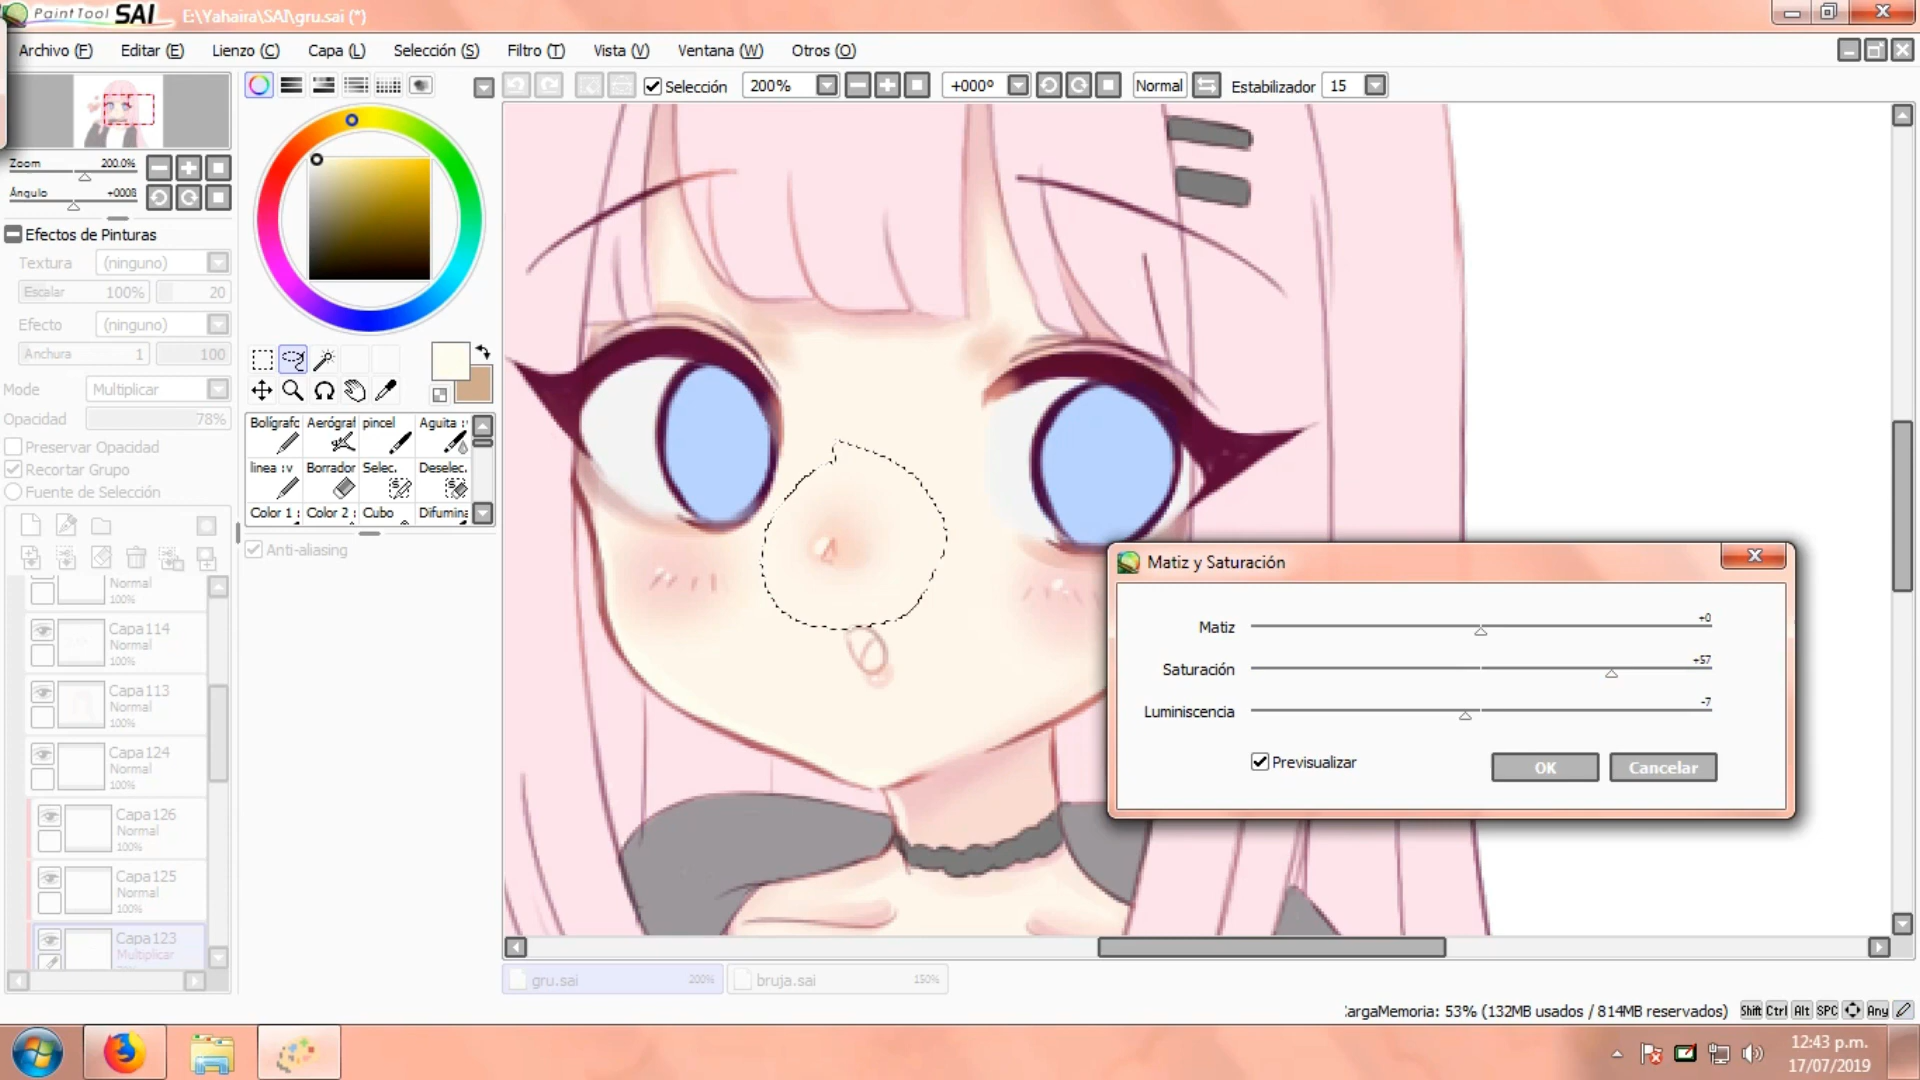 PaintTool SAI E:\Yahaira\SAI\gru.sai (*)
Archivo (F) Editar (E) Lienzo (C) Capa (L) Selección (S) Filtro (T) Vista (V) Ventana (W) Otros (O)
Selección 200% +000º Normal Estabilizador 15
Zoom 200.0%
Ángulo +000ß
Efectos de Pinturas
Textura (ninguno)
Escalar 100% 20
Efecto (ninguno)
Anchura 1 100
Mode Multiplicar
Opacidad 78%
Preservar Opacidad
Recortar Grupo
Fuente de Selección
Bolígrafo Aerógraf pincel Aguita :v
linea :v Borrador Selec. Deselec.
Color 1 : Color 2 : Cubo Difumina
Anti-aliasing
Normal
100%
Capa114
Normal
100%
Capa113
Normal
100%
Capa124
Normal
100%
Capa126
Normal
100%
Capa125
Normal
100%
Capa123
Multiplicar
Matiz y Saturación
Matiz +0
Saturación +57
Luminiscencia -7
Previsualizar OK Cancelar
gru.sai 200% bruja.sai 150%
argaMemoria: 53% (132MB usados / 814MB reservados) Shift Ctrl Alt SPC Any
12:43 p.m.
17/07/2019